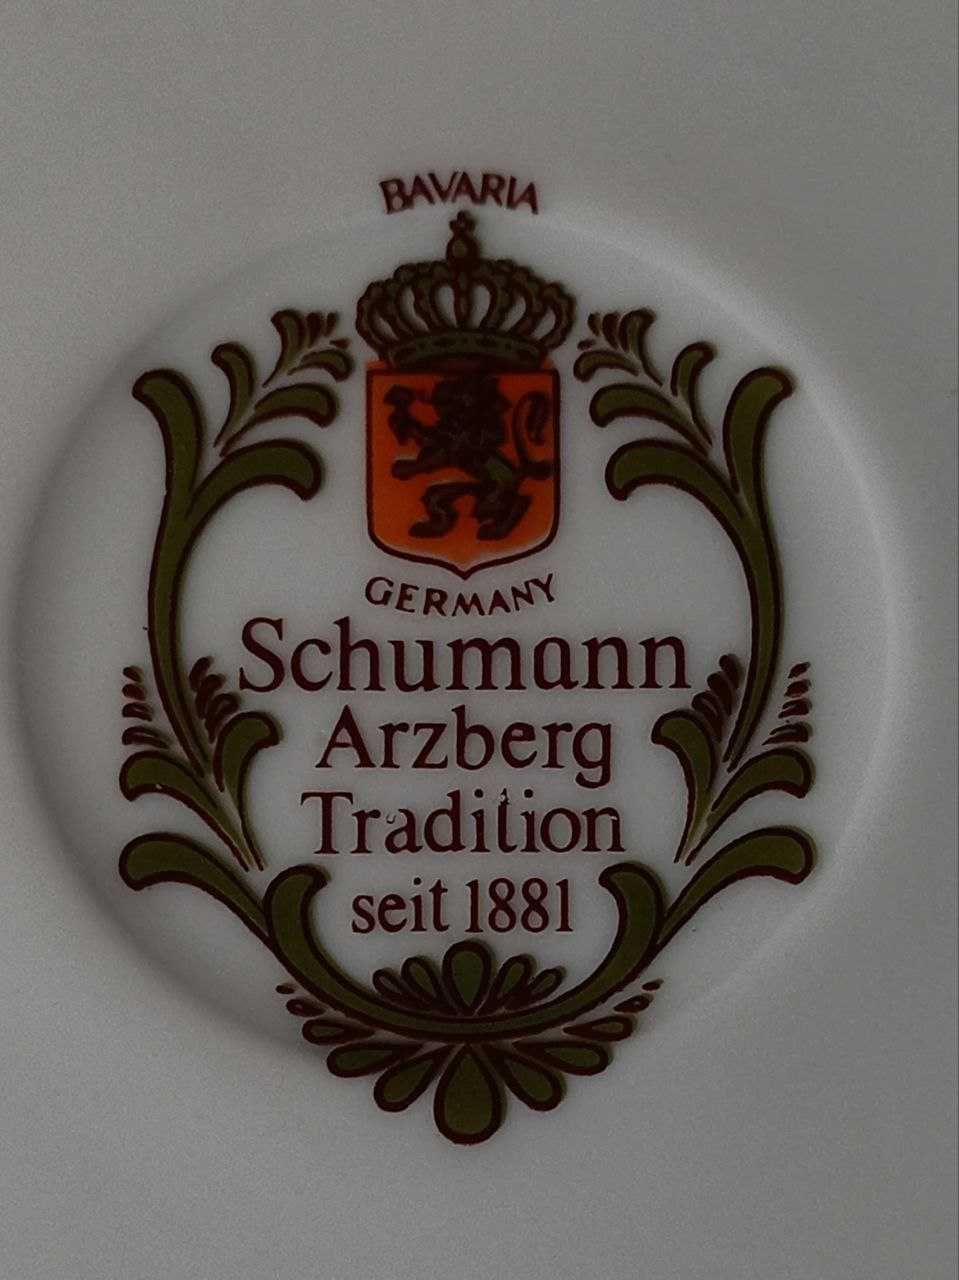 BAVARIA
GERMANY
Schumann
Arzberg
Tradition
seit 1881